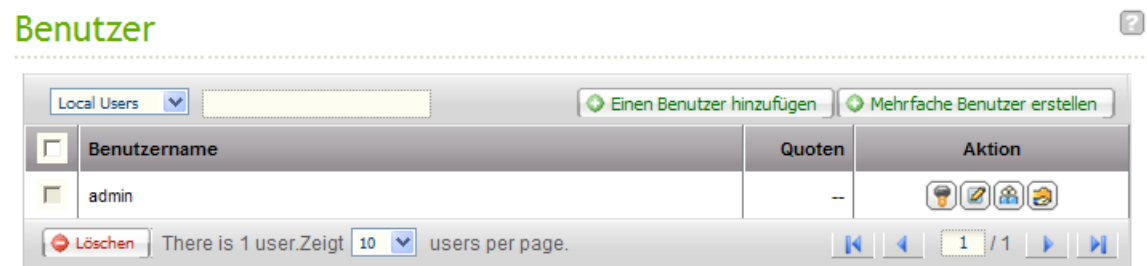 Benutzer
?
Local Users Einen Benutzer hinzufügen Mehrfache Benutzer erstellen
Benutzername Quoten Aktion
admin --
Löschen There is 1 user.Zeigt 10 users per page. 1 / 1